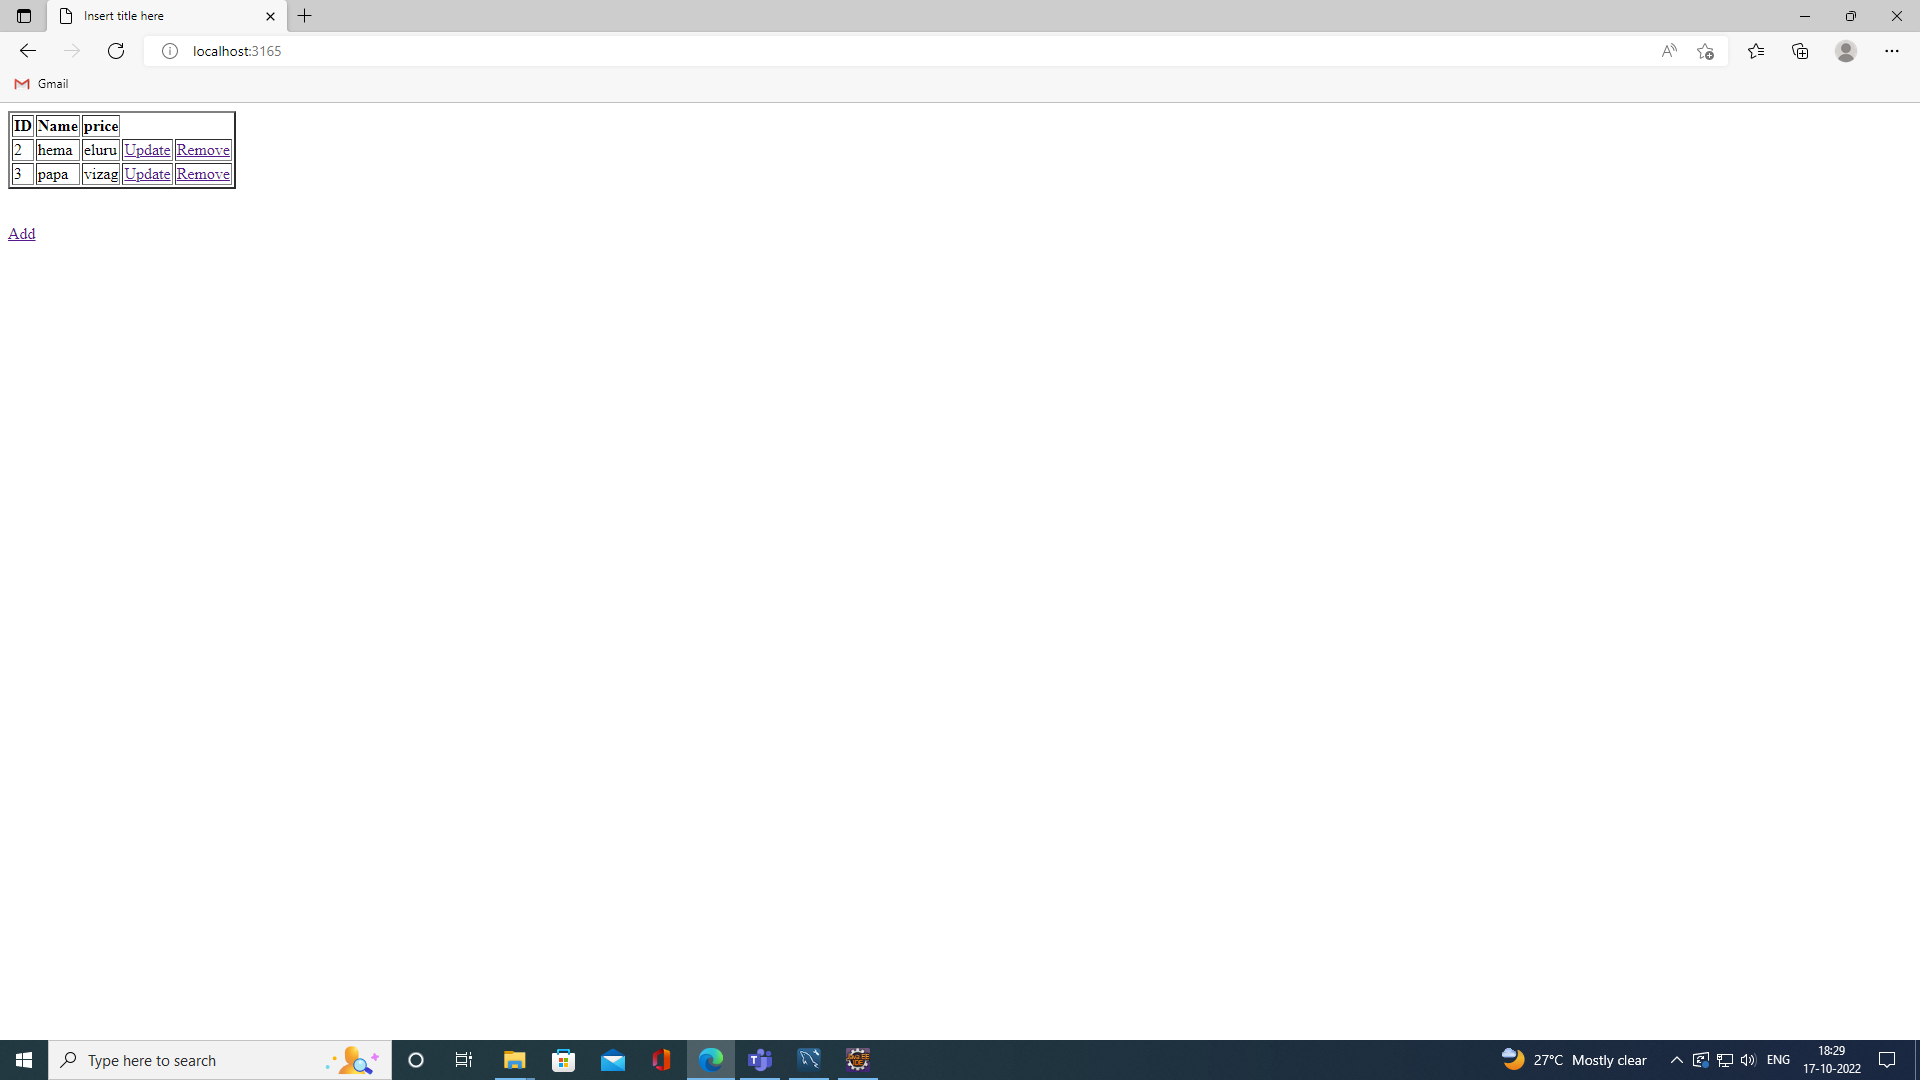 Insert title here
localhost:3165
Gmail
ID Name price
2 hema eluru Update Remove
3 papa vizag Update Remove
Add
Type here to search
27°C Mostly clear
ENG
18:29
17-10-2022